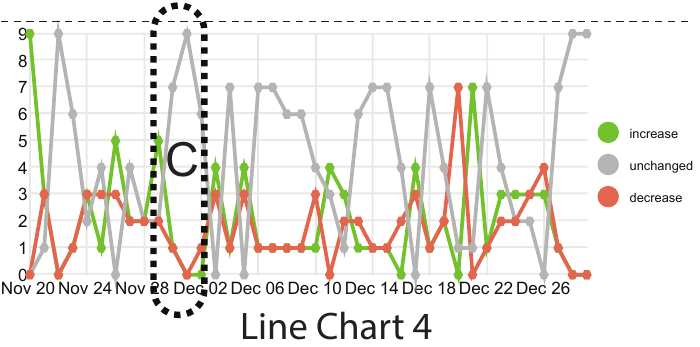 9
8
7
6
5
4
3
2
1
0
C
Nov 20 Nov 24 Nov 28 Dec 02 Dec 06 Dec 10 Dec 14 Dec 18 Dec 22 Dec 26
increase
unchanged
decrease
Line Chart 4